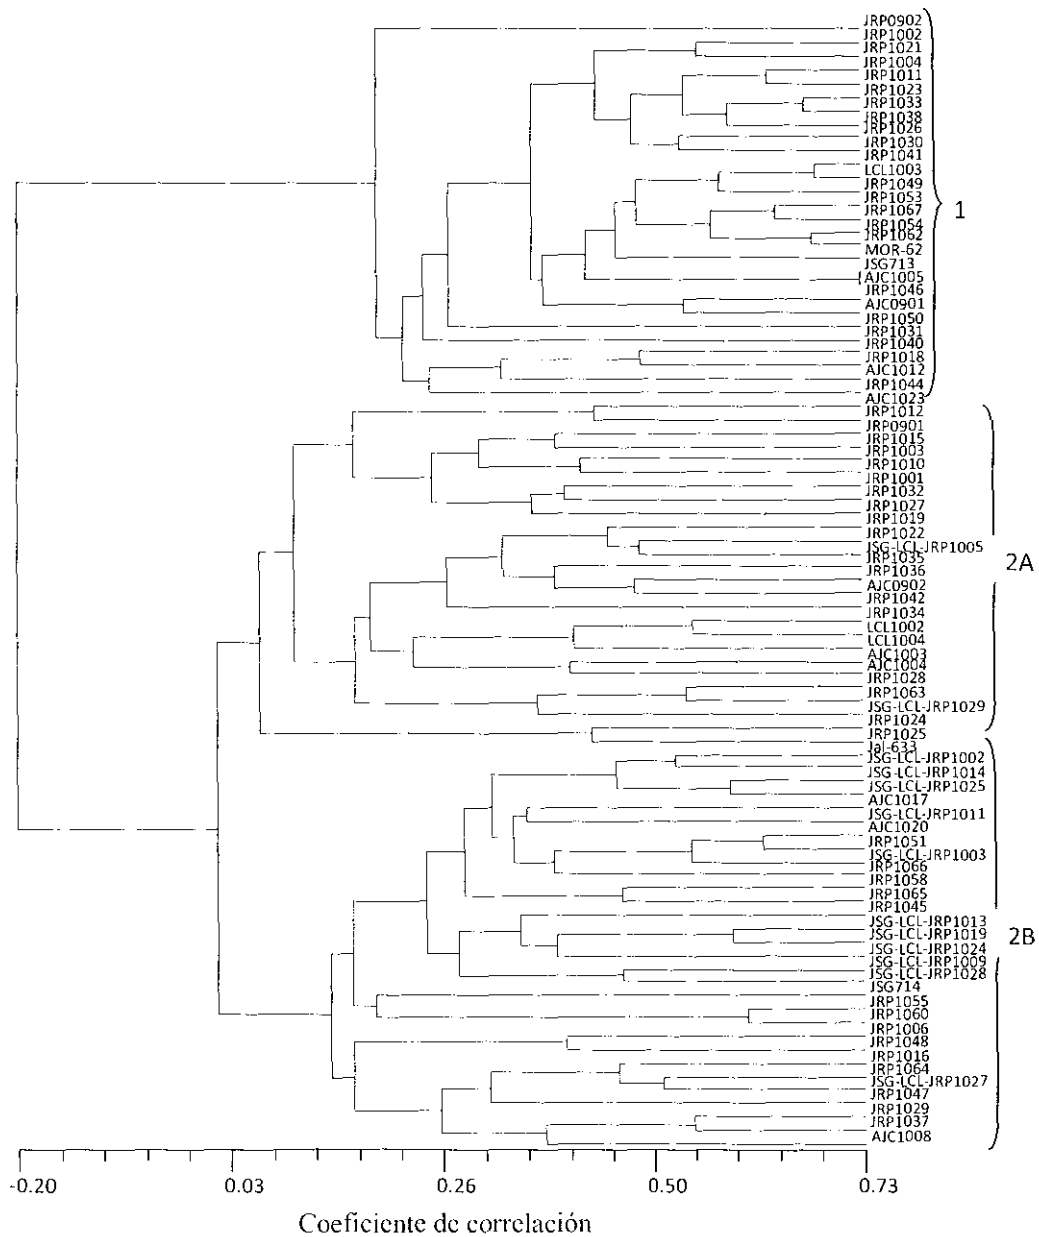 JRP0902
JRP1002
JRP1021
JRP1004
JRP1011
JRP1023
JRP1033
JRP1038
JRP1026
JRP1030
JRP1041
LCL1003
JRP1049
JRP1053
JRP1067
JRP1054
JRP1062
MOR-62
JSG713
AJC1005
JRP1046
AJC0901
JRP1050
JRP1031
JRP1040
JRP1018
AJC1012
JRP1044
AJC1023
1
JRP1012
JRP0901
JRP1015
JRP1003
JRP1010
JRP1001
JRP1032
JRP1027
JRP1019
JRP1022
JSG-LCL-JRP1005
JRP1035
JRP1036
AJC0902
JRP1042
JRP1034
LCL1002
LCL1004
AJC1003
AJC1004
JRP1028
JRP1063
JSG-LCL-JRP1029
JRP1024
JRP1025
2A
Jal-633
JSG-LCL-JRP1002
JSG-LCL-JRP1014
JSG-LCL-JRP1025
AJC1017
JSG-LCL-JRP1011
AJC1020
JRP1051
JSG-LCL-JRP1003
JRP1066
JRP1058
JRP1065
JRP1045
JSG-LCL-JRP1013
JSG-LCL-JRP1019
JSG-LCL-JRP1024
JSG-LCL-JRP1009
JSG-LCL-JRP1028
JSG714
JRP1055
JRP1060
JRP1006
JRP1048
JRP1016
JRP1064
JSG-LCL-JRP1027
JRP1047
JRP1029
JRP1037
AJC1008
2B
-0.20 0.03 0.26 0.50 0.73
Coeficiente de correlación